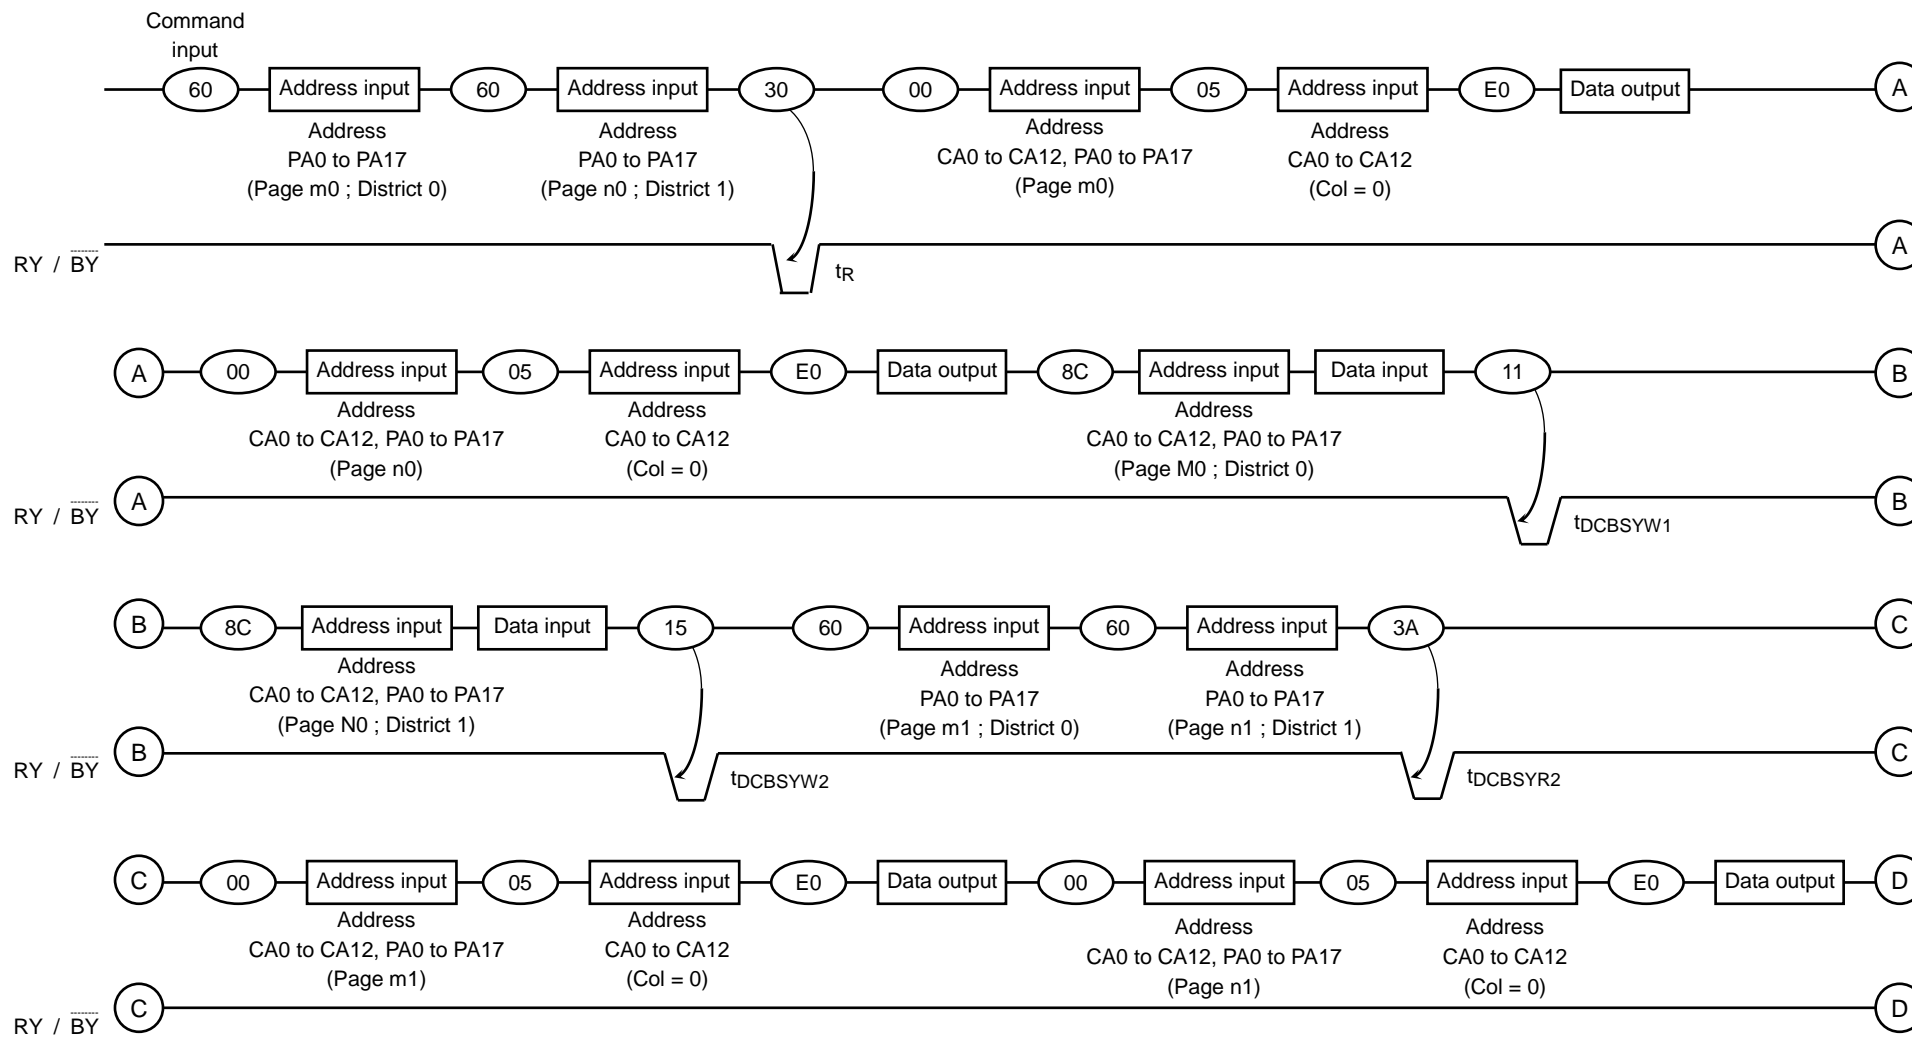 Command
input
60 Address input 60 Address input 30 00 Address input 05 Address input E0 Data output A
Address
PA0 to PA17
(Page m0 ; District 0)
Address
PA0 to PA17
(Page n0 ; District 1)
Address
CA0 to CA12, PA0 to PA17
(Page m0)
Address
CA0 to CA12
(Col = 0)
RY / BY tR A
A 00 Address input 05 Address input E0 Data output 8C Address input Data input 11 B
Address
CA0 to CA12, PA0 to PA17
(Page n0)
Address
CA0 to CA12
(Col = 0)
Address
CA0 to CA12, PA0 to PA17
(Page M0 ; District 0)
RY / BY A tDCBSYW1 B
B 8C Address input Data input 15 60 Address input 60 Address input 3A C
Address
CA0 to CA12, PA0 to PA17
(Page N0 ; District 1)
Address
PA0 to PA17
(Page m1 ; District 0)
Address
PA0 to PA17
(Page n1 ; District 1)
RY / BY B tDCBSYW2 tDCBSYR2 C
C 00 Address input 05 Address input E0 Data output 00 Address input 05 Address input E0 Data output D
Address
CA0 to CA12, PA0 to PA17
(Page m1)
Address
CA0 to CA12
(Col = 0)
Address
CA0 to CA12, PA0 to PA17
(Page n1)
Address
CA0 to CA12
(Col = 0)
RY / BY C D